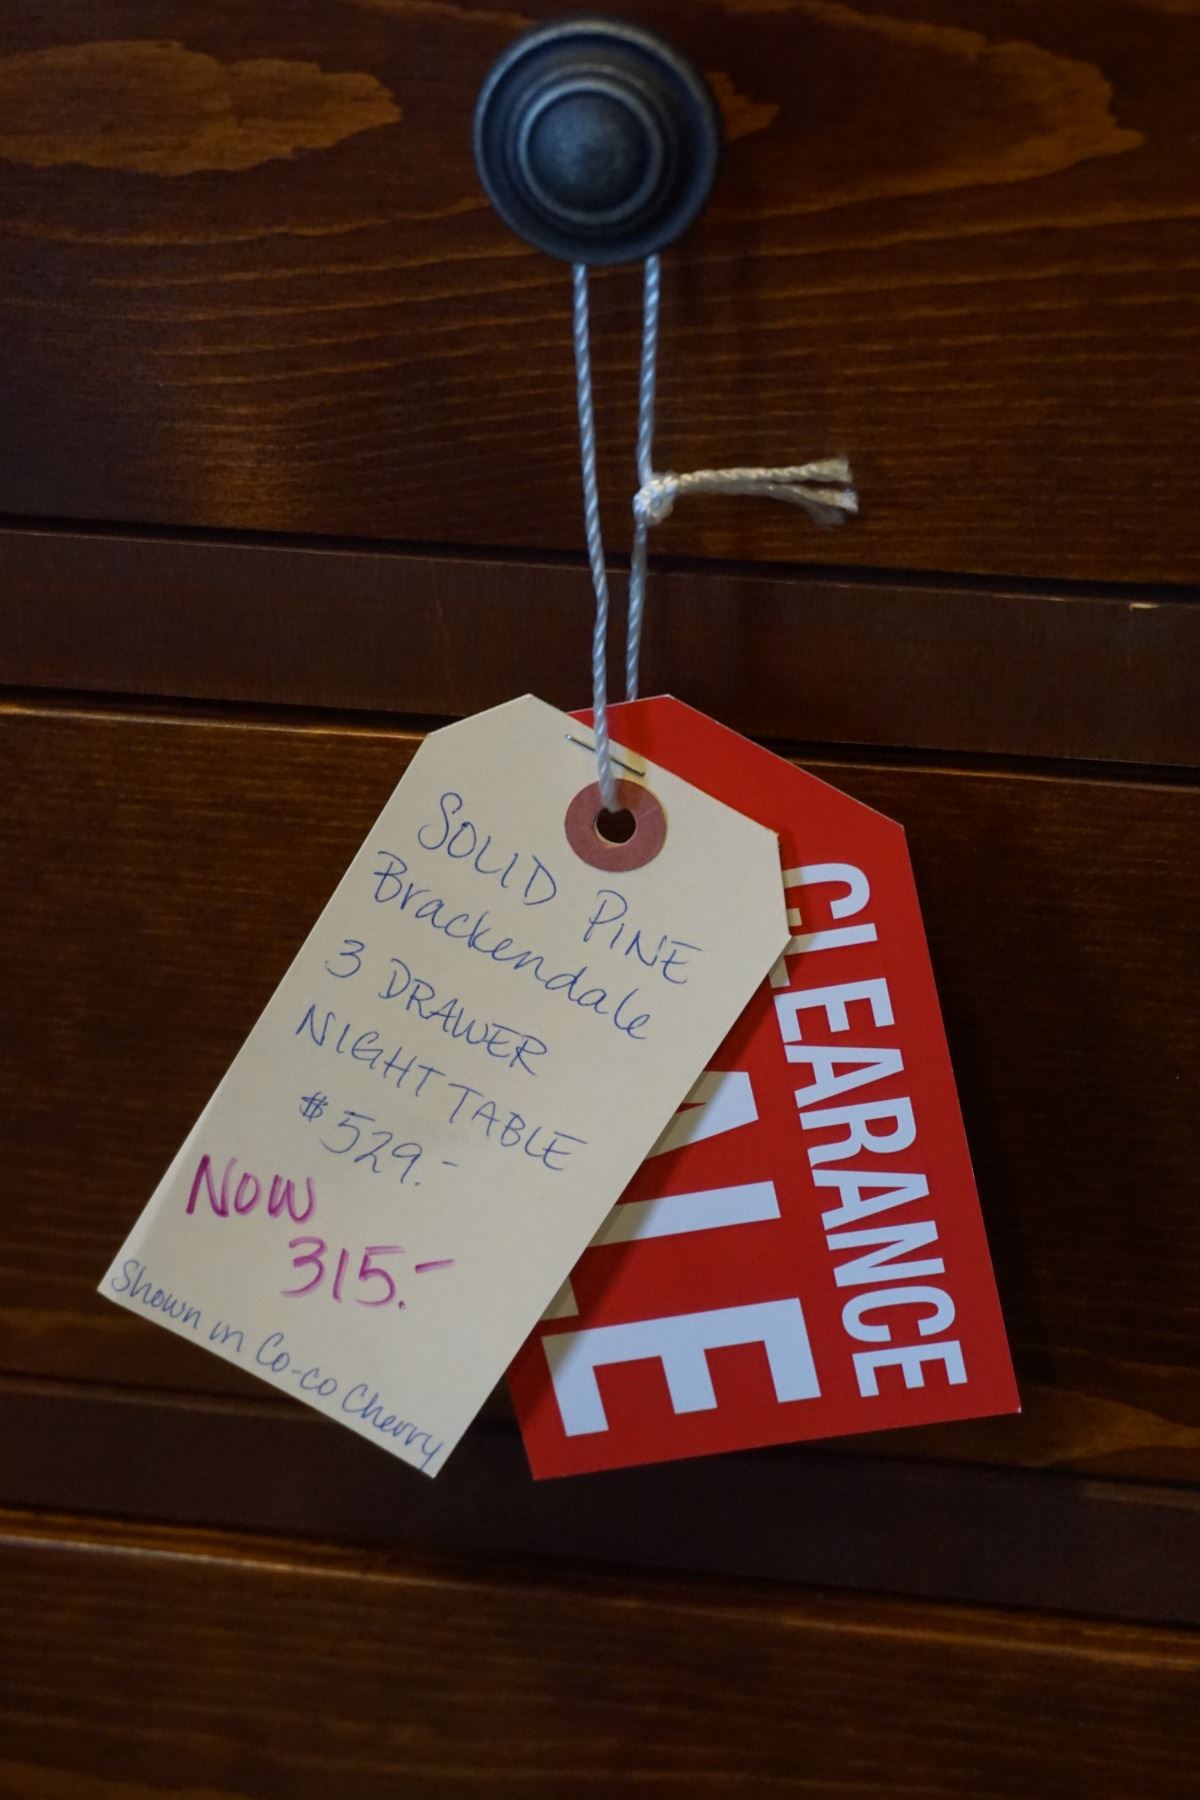 SOLID PINE
Brackendale
3 DRAWER
NIGHT TABLE
$529.-
NOW
315.-
Shown in Co-co Cherry
CLEARANCE